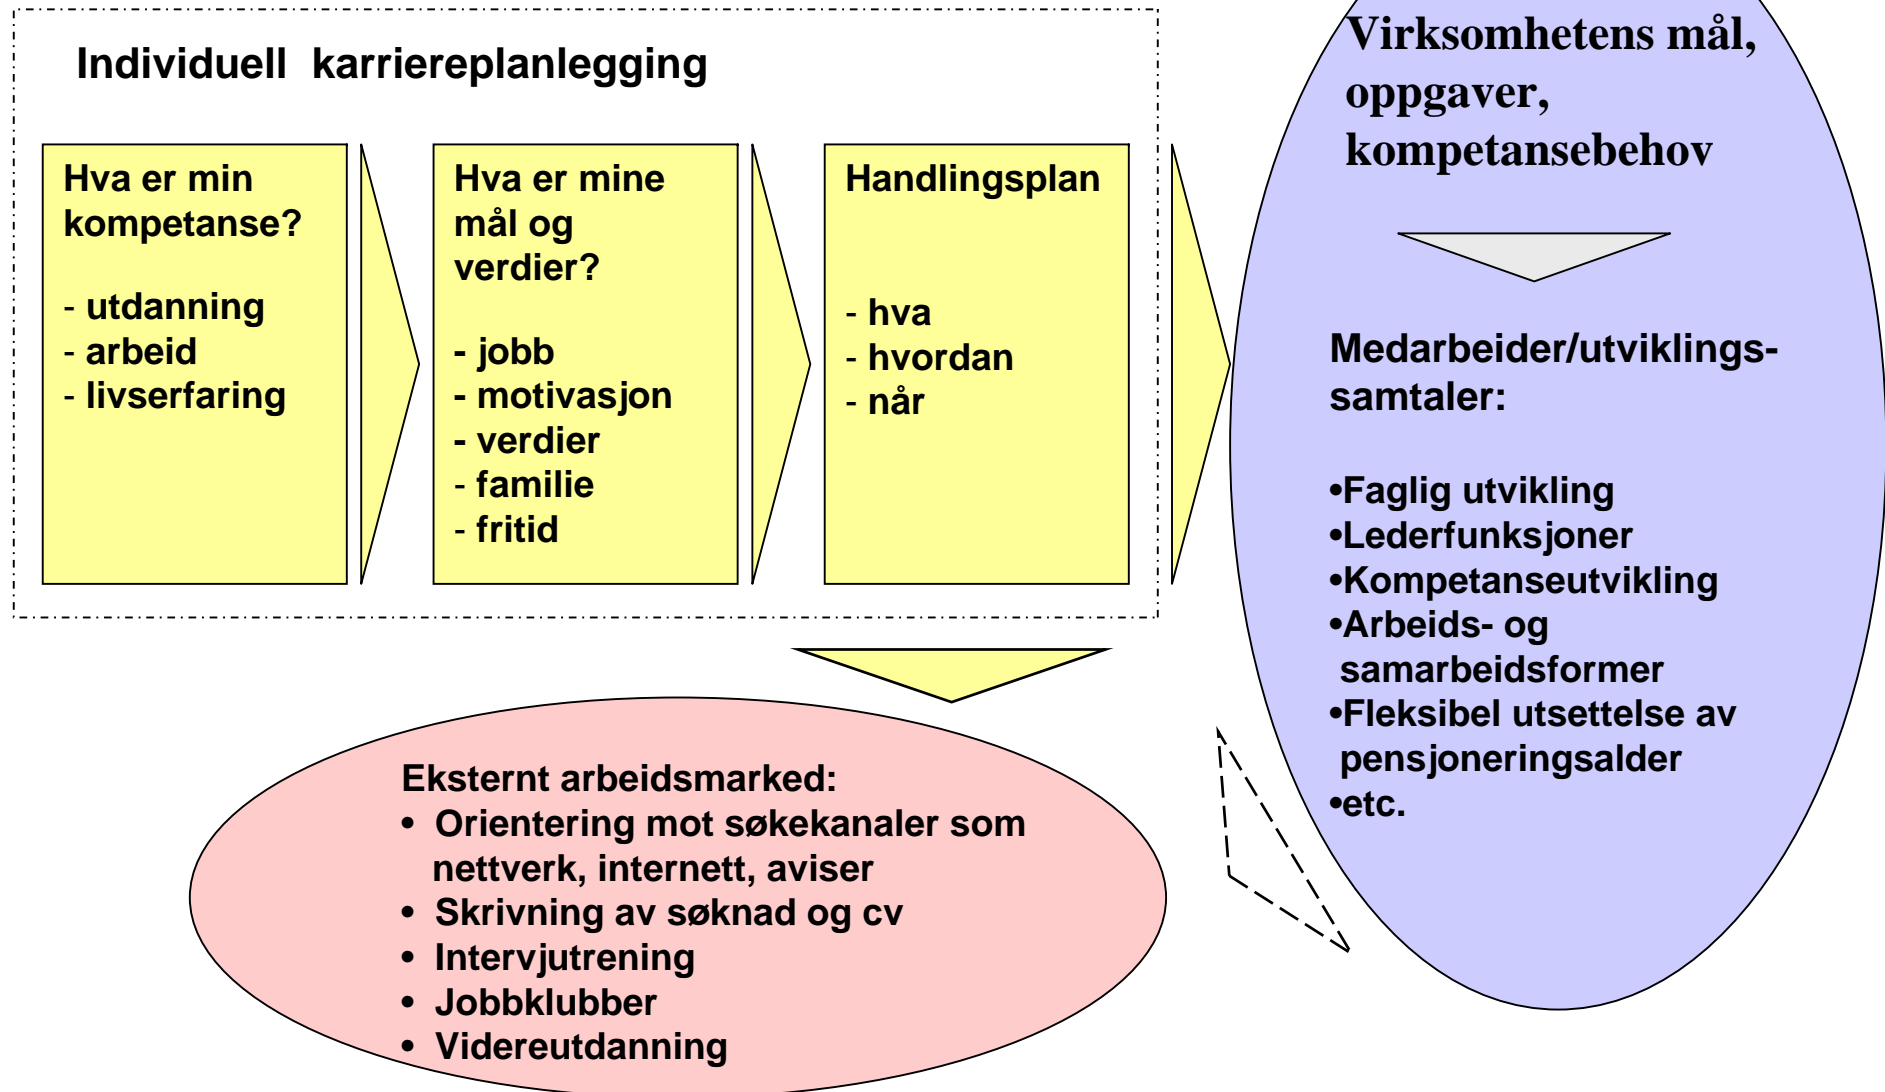 Individuell karriereplanlegging
Hva er min
kompetanse?
- utdanning
- arbeid
- livserfaring
Hva er mine
mål og
verdier?
- jobb
- motivasjon
- verdier
- familie
- fritid
Handlingsplan
- hva
- hvordan
- når
Virksomhetens mål,
oppgaver,
kompetansebehov
Medarbeider/utviklings-
samtaler:
•Faglig utvikling
•Lederfunksjoner
•Kompetanseutvikling
•Arbeids- og
samarbeidsformer
•Fleksibel utsettelse av
pensjoneringsalder
•etc.
Eksternt arbeidsmarked:
• Orientering mot søkekanaler som
nettverk, internett, aviser
• Skrivning av søknad og cv
• Intervjutrening
• Jobbklubber
• Videreutdanning